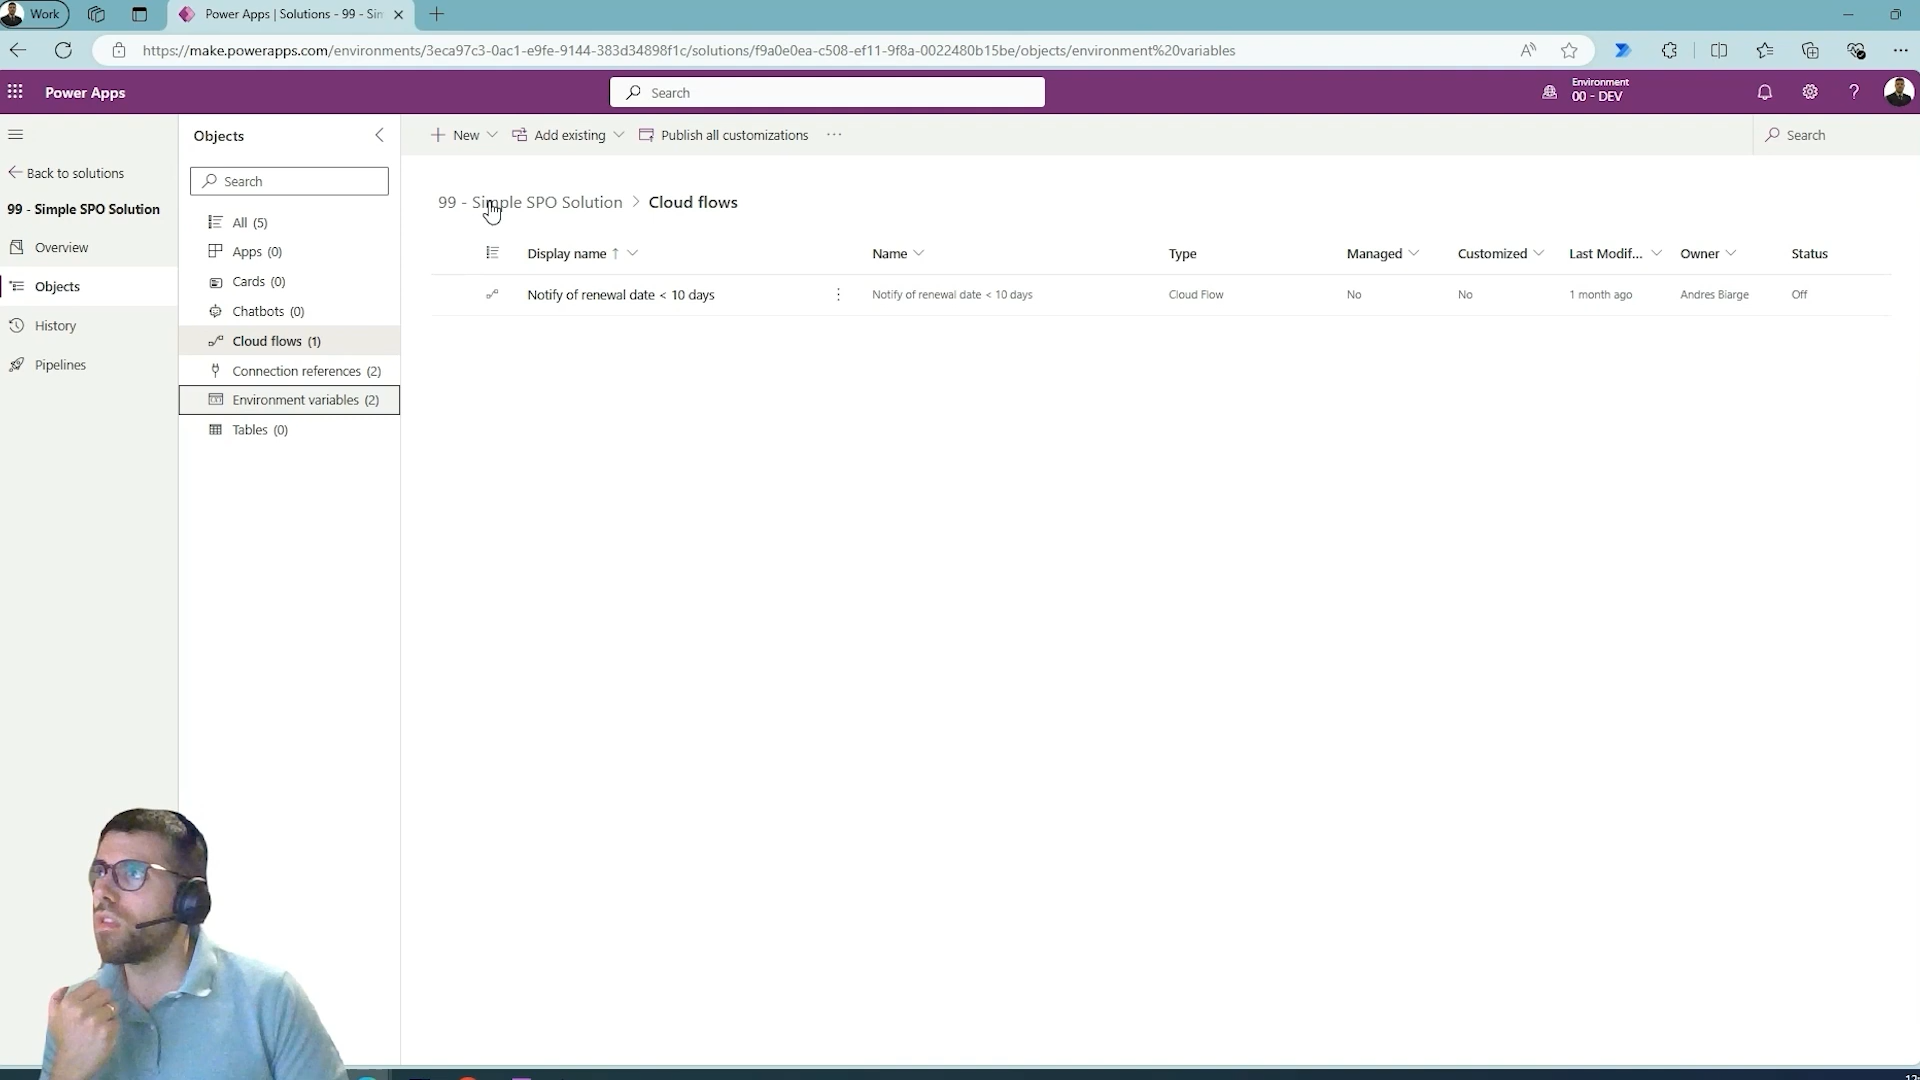 Work
Power Apps | Solutions - 99 - Sim
https://make.powerapps.com/environments/3eca97c3-0ac1-e9fe-9144-383d34898f1c/solutions/f9a0e0ea-c508-ef11-9f8a-0022480b15be/objects/environment%20variables
Power Apps
Search
Environment
00 - DEV
Objects
New
Add existing
Publish all customizations
Search
Back to solutions
Search
99 - Simple SPO Solution
99 - Simple SPO Solution > Cloud flows
All (5)
Overview
Apps (0)
Display name ↑
Name
Type
Managed
Customized
Last Modif...
Owner
Status
Cards (0)
Objects
Notify of renewal date < 10 days
Notify of renewal date < 10 days
Cloud Flow
No
No
1 month ago
Andres Biarge
Off
Chatbots (0)
History
Cloud flows (1)
Pipelines
Connection references (2)
Environment variables (2)
Tables (0)